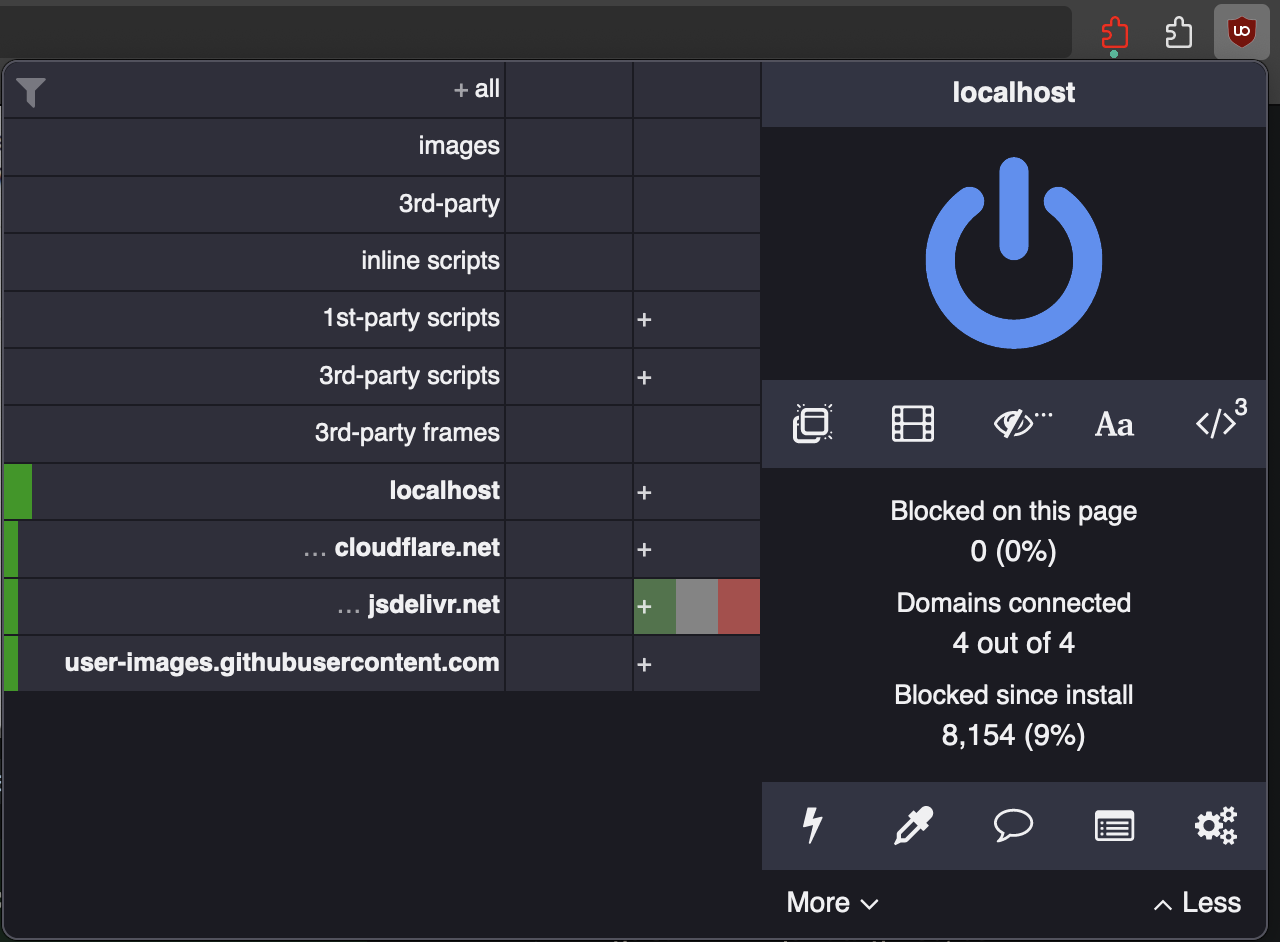 + all
images
3rd-party
inline scripts
1st-party scripts +
3rd-party scripts +
3rd-party frames
localhost +
… cloudflare.net +
… jsdelivr.net +
user-images.githubusercontent.com +
uo
localhost
Aa
</> 3
Blocked on this page
0 (0%)
Domains connected
4 out of 4
Blocked since install
8,154 (9%)
More
Less